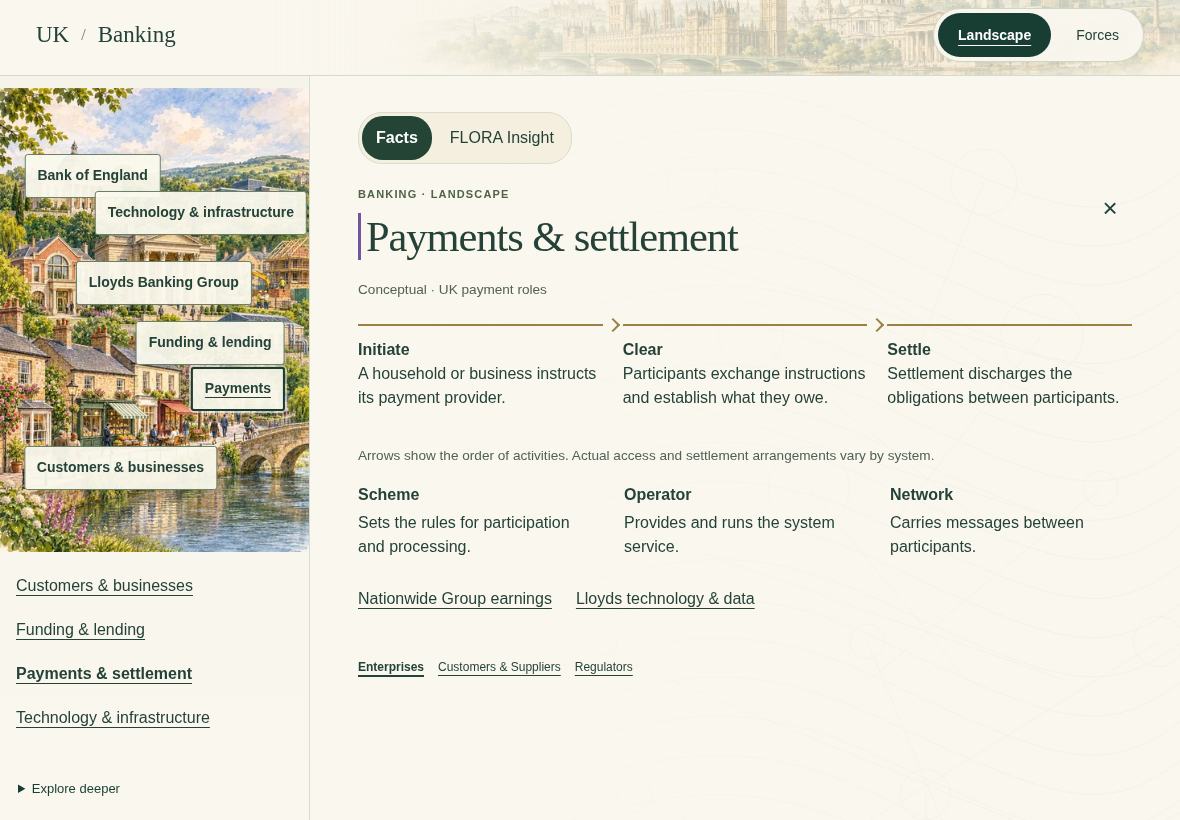 UK / Banking
Landscape
Forces
Bank of England
Technology & infrastructure
Lloyds Banking Group
Funding & lending
Payments
Customers & businesses
Customers & businesses
Funding & lending
Payments & settlement
Technology & infrastructure
Explore deeper
Facts
FLORA Insight
BANKING · LANDSCAPE
Payments & settlement
Conceptual · UK payment roles
Initiate
A household or business instructs
its payment provider.
Clear
Participants exchange instructions
and establish what they owe.
Settle
Settlement discharges the
obligations between participants.
Arrows show the order of activities. Actual access and settlement arrangements vary by system.
Scheme
Sets the rules for participation
and processing.
Operator
Provides and runs the system
service.
Network
Carries messages between
participants.
Nationwide Group earnings
Lloyds technology & data
Enterprises
Customers & Suppliers
Regulators